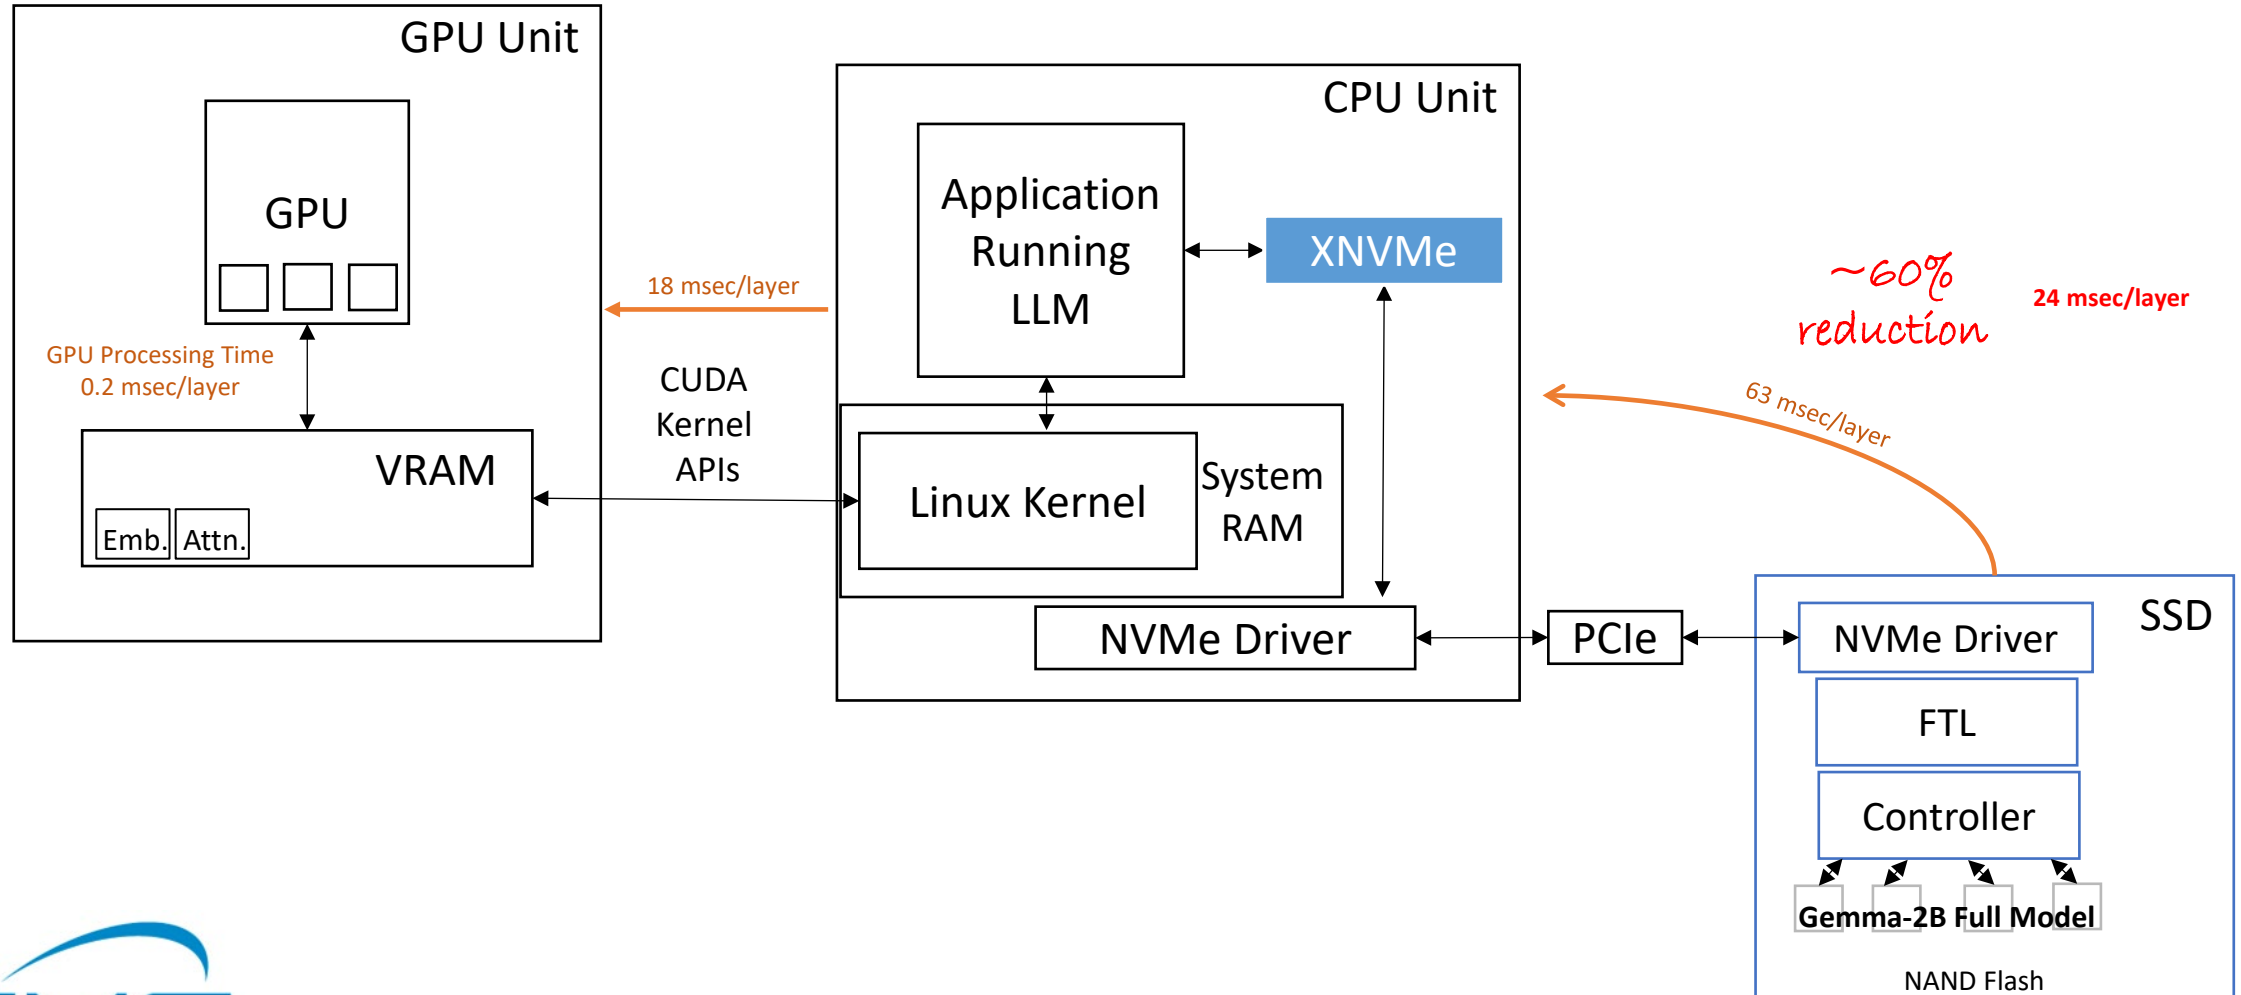 GPU Unit
GPU
GPU Processing Time
0.2 msec/layer
VRAM
Emb.
Attn.
18 msec/layer
CUDA
Kernel
APIs
CPU Unit
Application
Running
LLM
XNVMe
Linux Kernel
System
RAM
NVMe Driver
PCIe
~60%
reduction
24 msec/layer
63 msec/layer
SSD
NVMe Driver
FTL
Controller
Gemma-2B Full Model
NAND Flash